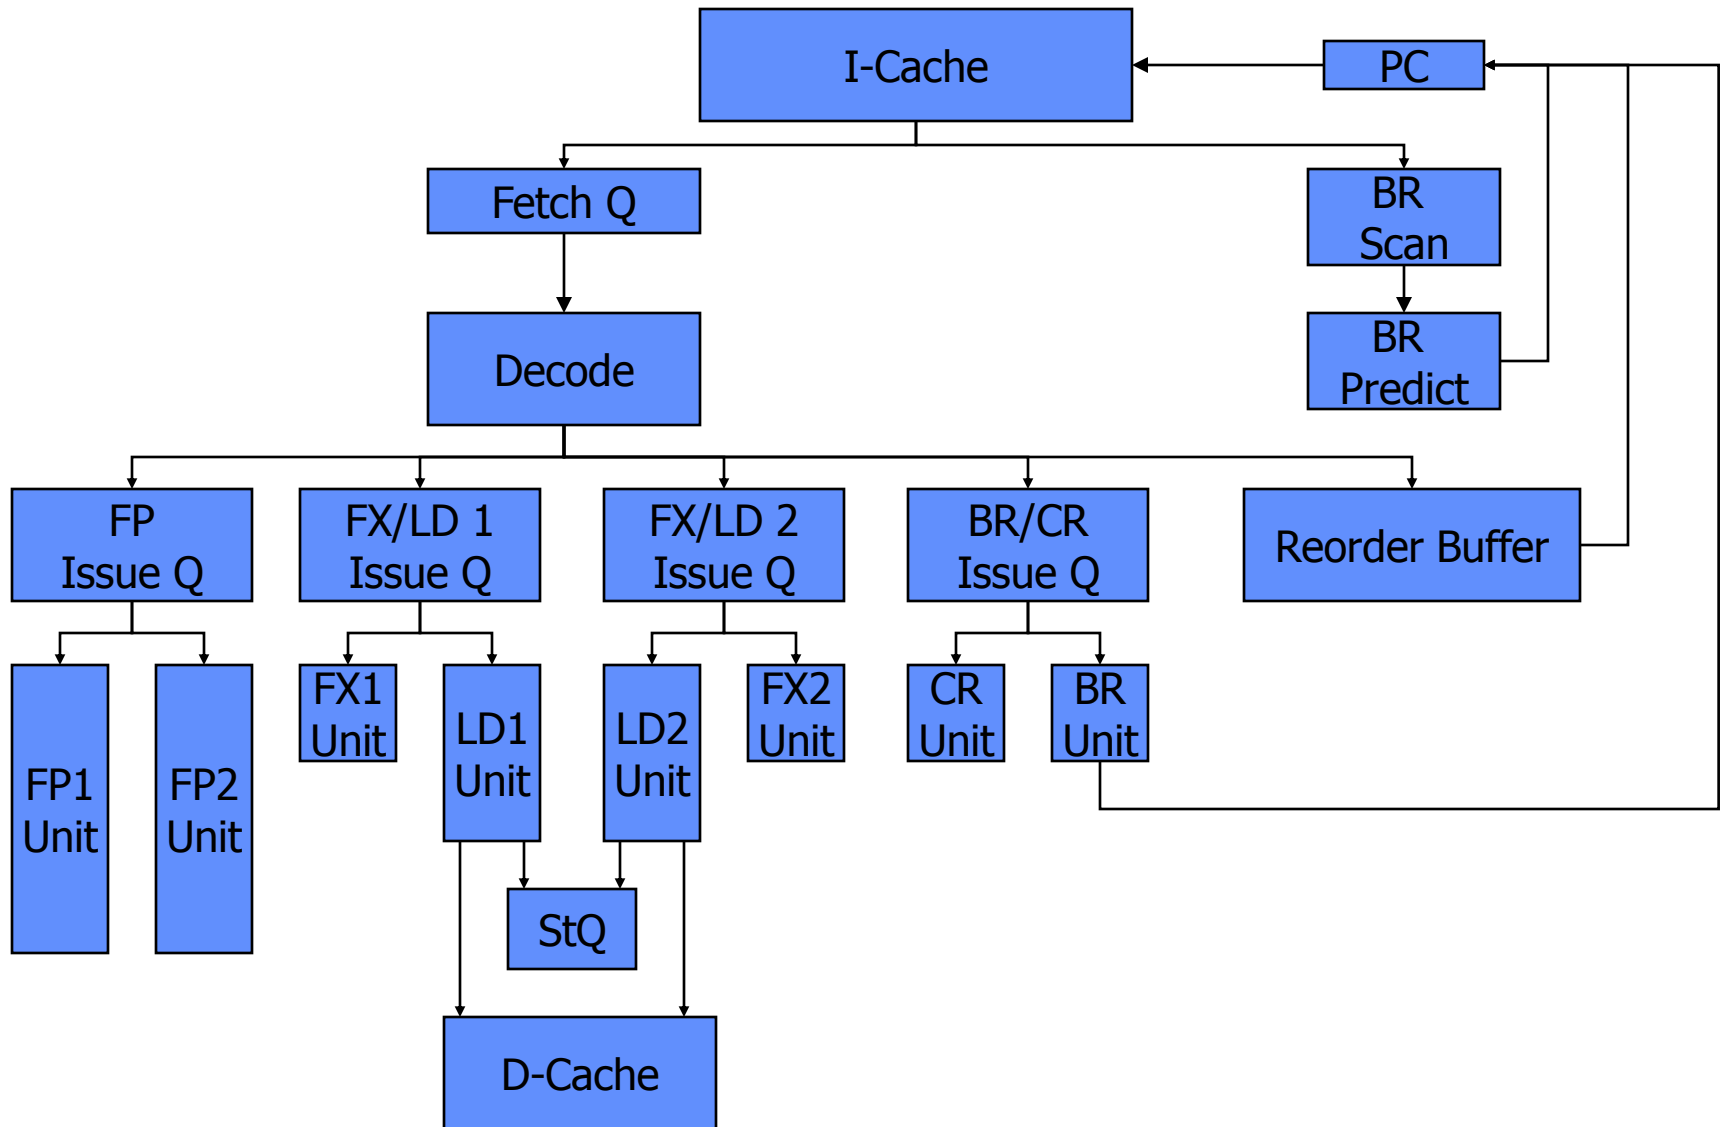 I-Cache
PC
Fetch Q
BR
Scan
Decode
BR
Predict
FP
Issue Q
FX/LD 1
Issue Q
FX/LD 2
Issue Q
BR/CR
Issue Q
Reorder Buffer
FP1
Unit
FP2
Unit
FX1
Unit
LD1
Unit
LD2
Unit
FX2
Unit
CR
Unit
BR
Unit
StQ
D-Cache